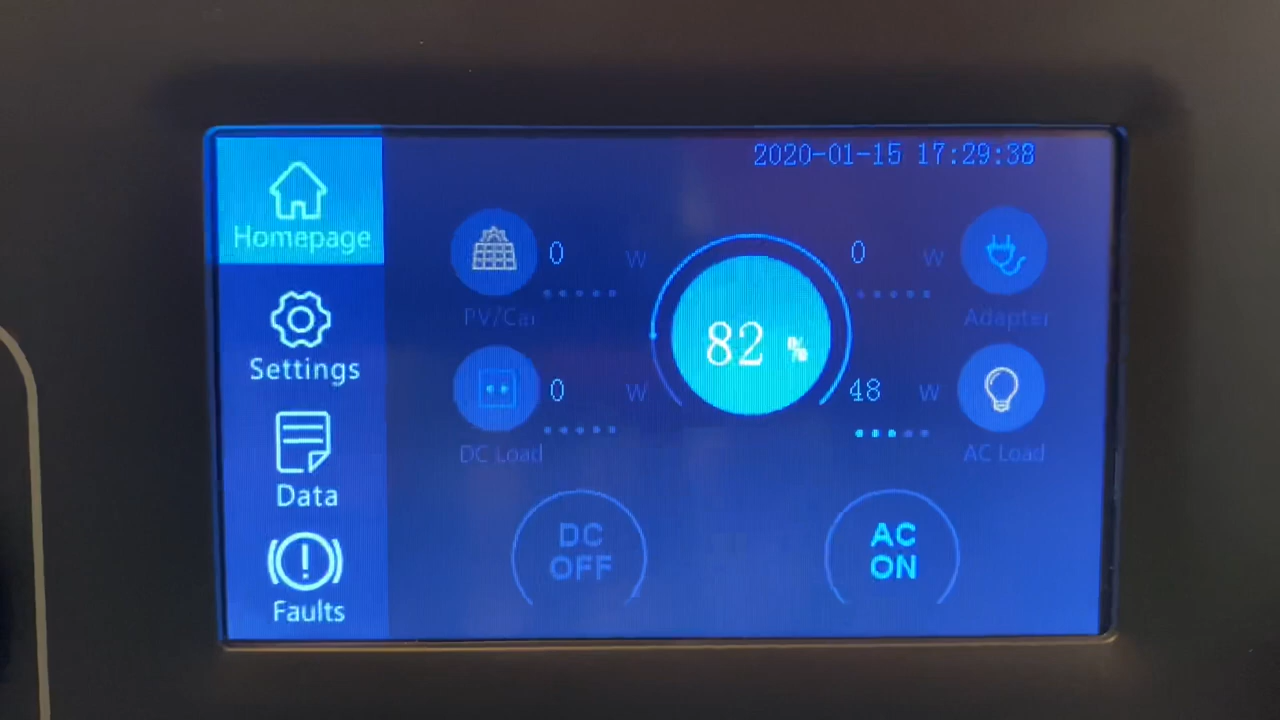 2020-01-15 17:29:38
Homepage
Settings
Data
Faults
0 W
PV/Car
0 W
DC Load
82 %
0 W
Adapter
48 W
AC Load
DC
OFF
AC
ON